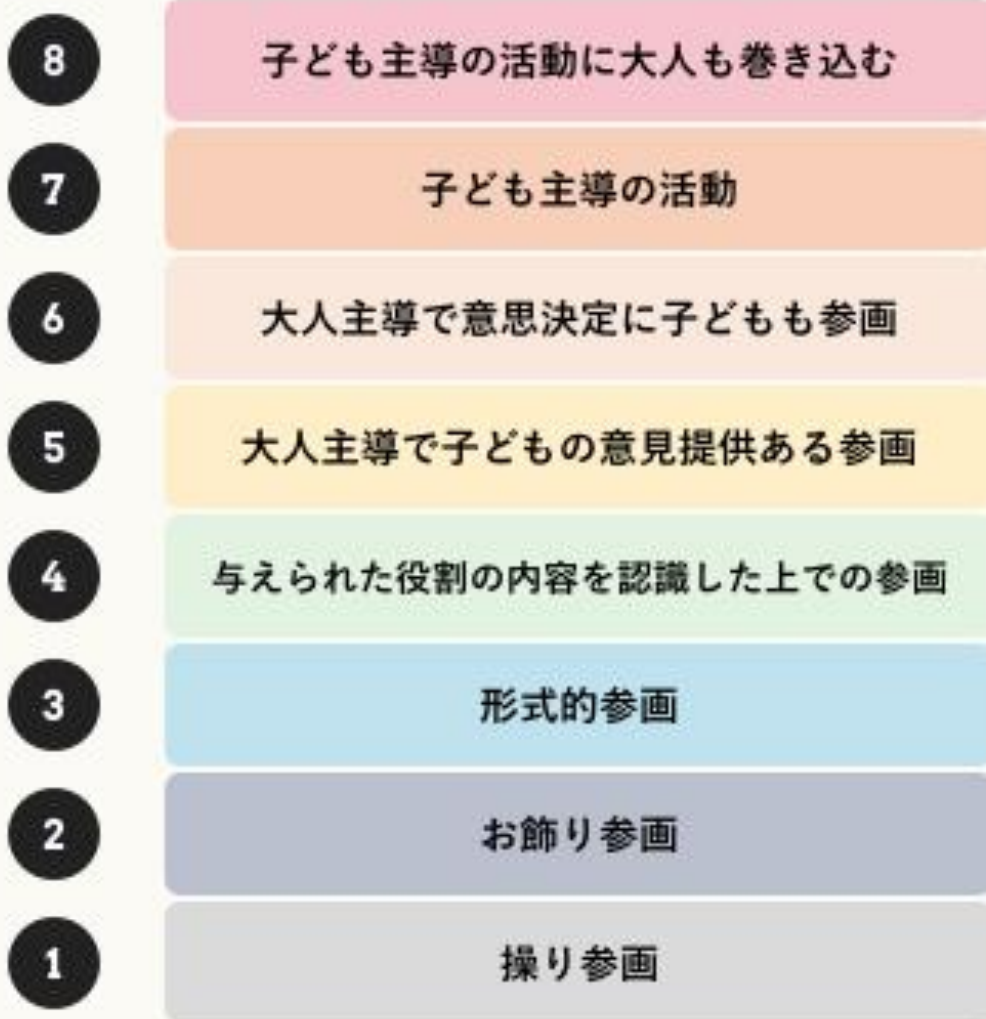 8 子ども主導の活動に大人も巻き込む
7 子ども主導の活動
6 大人主導で意思決定に子どもも参画
5 大人主導で子どもの意見提供ある参画
4 与えられた役割の内容を認識した上での参画
3 形式的参画
2 お飾り参画
1 操り参画